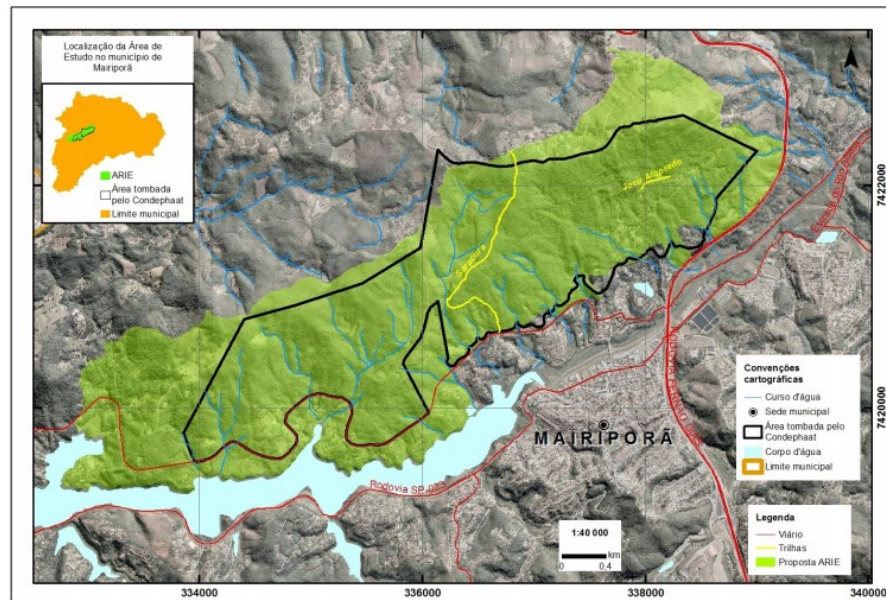 Localização da Área de
Estudo no município de
Mairiporã
ARIE
Área tombada
pelo Condephaat
Limite municipal
Jecu Aloprado
7422000
7420000
MAIRIPORÃ
Rodovia SP-023
Convenções
cartográficas
Curso d'água
Sede municipal
Área tombada pelo
Condephaat
Corpo d'água
Limite municipal
1:40 000
km
0 0.4
Legenda
Viário
Trilhas
Proposta ARIE
334000
336000
338000
340000